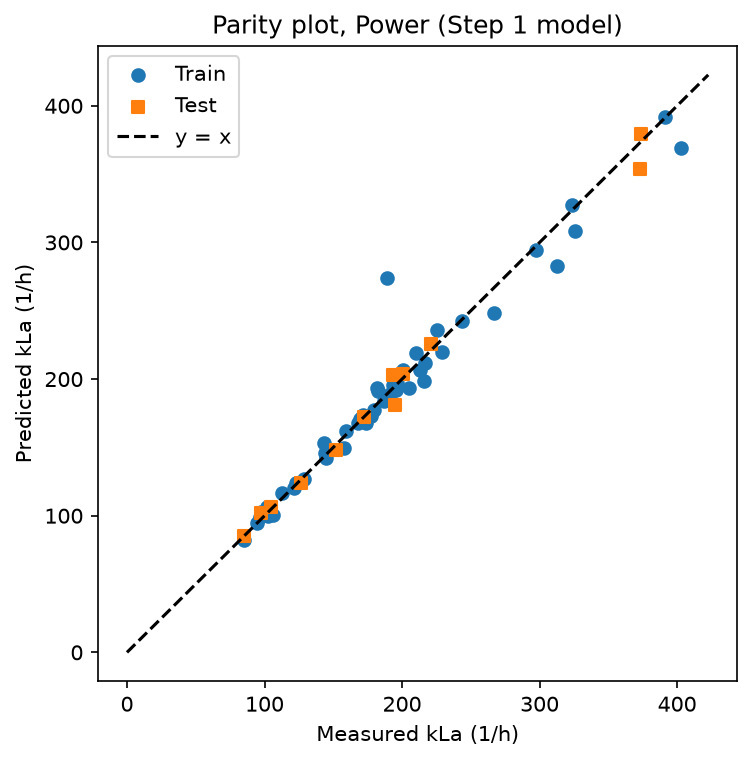 Parity plot, Power (Step 1 model)
Train
Test
y = x
400
300
200
100
0
Predicted kLa (1/h)
0 100 200 300 400
Measured kLa (1/h)